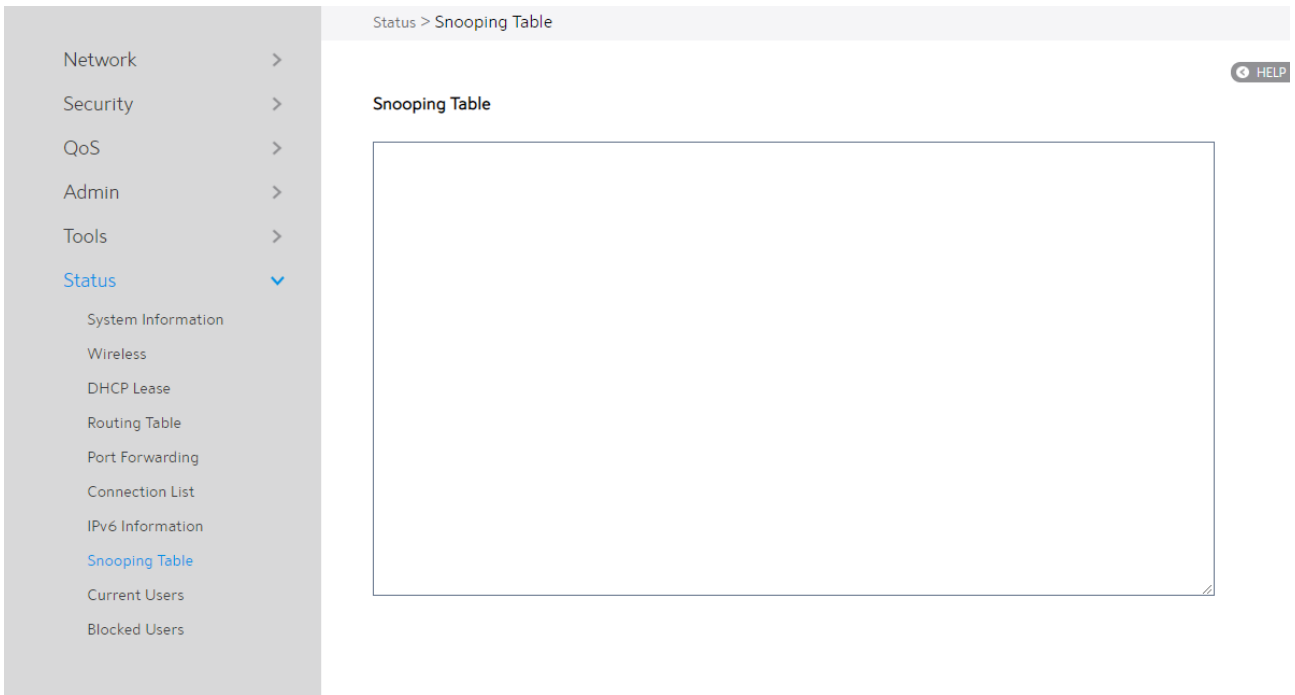 Status > Snooping Table
Network
Security
QoS
Admin
Tools
Status
System Information
Wireless
DHCP Lease
Routing Table
Port Forwarding
Connection List
IPv6 Information
Snooping Table
Current Users
Blocked Users
HELP
Snooping Table